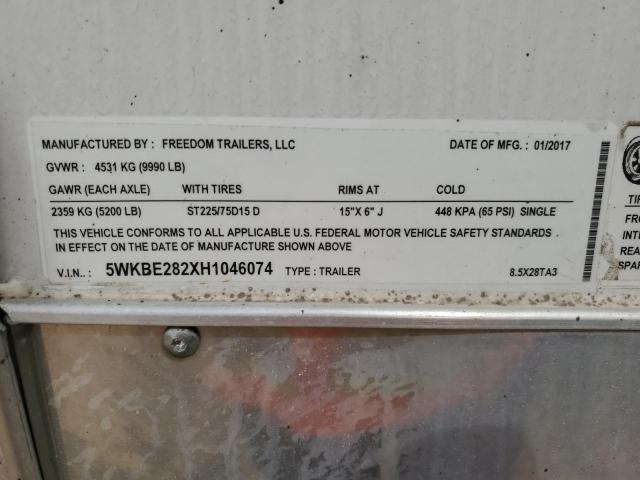 MANUFACTURED BY : FREEDOM TRAILERS, LLC DATE OF MFG. : 01/2017
GVWR : 4531 KG (9990 LB)
GAWR (EACH AXLE) WITH TIRES RIMS AT COLD
2359 KG (5200 LB) ST225/75D15 D 15"X 6" J 448 KPA (65 PSI) SINGLE
THIS VEHICLE CONFORMS TO ALL APPLICABLE U.S. FEDERAL MOTOR VEHICLE SAFETY STANDARDS
IN EFFECT ON THE DATE OF MANUFACTURE SHOWN ABOVE
V.I.N.: 5WKBE282XH1046074 TYPE : TRAILER 8.5X28TA3